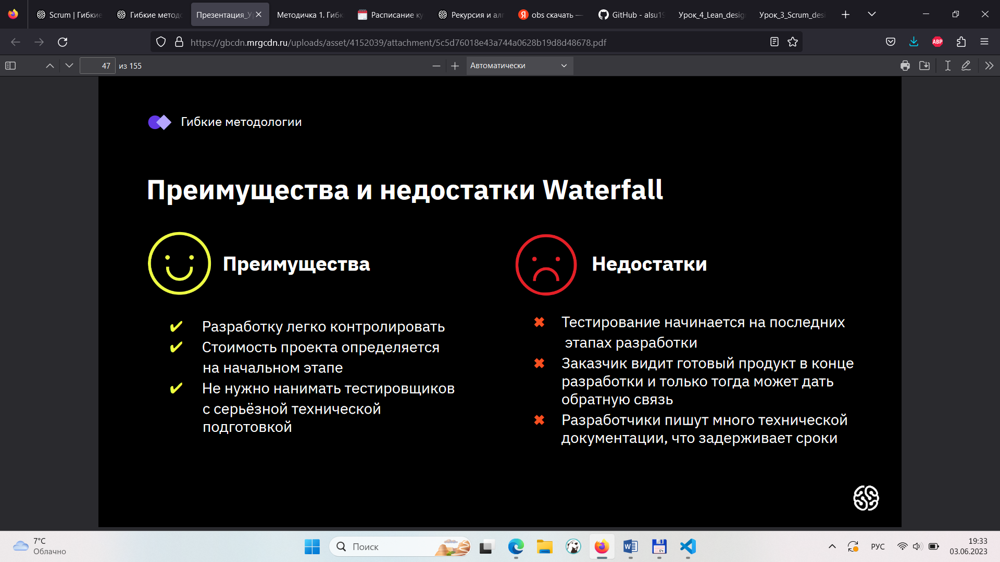 Scrum | Гибкие
Гибкие методо
Презентация_У
Методичка 1. Гибк
Расписание ку
Рекурсия и ал
obs скачать —
GitHub - alsu19
Урок_4_Lean_desig
Урок_3_Scrum_desi
https://gbcdn.mrgcdn.ru/uploads/asset/4152039/attachment/5c5d76018e43a744a0628b19d8d48678.pdf
ABP
47 из 155
Автоматически
Гибкие методологии
Преимущества и недостатки Waterfall
Преимущества
✔ Разработку легко контролировать
✔ Стоимость проекта определяется
на начальном этапе
✔ Не нужно нанимать тестировщиков
с серьёзной технической
подготовкой
Недостатки
✖ Тестирование начинается на последних
этапах разработки
✖ Заказчик видит готовый продукт в конце
разработки и только тогда может дать
обратную связь
✖ Разработчики пишут много технической
документации, что задерживает сроки
7°C
Облачно
Поиск
РУС
19:33
03.06.2023